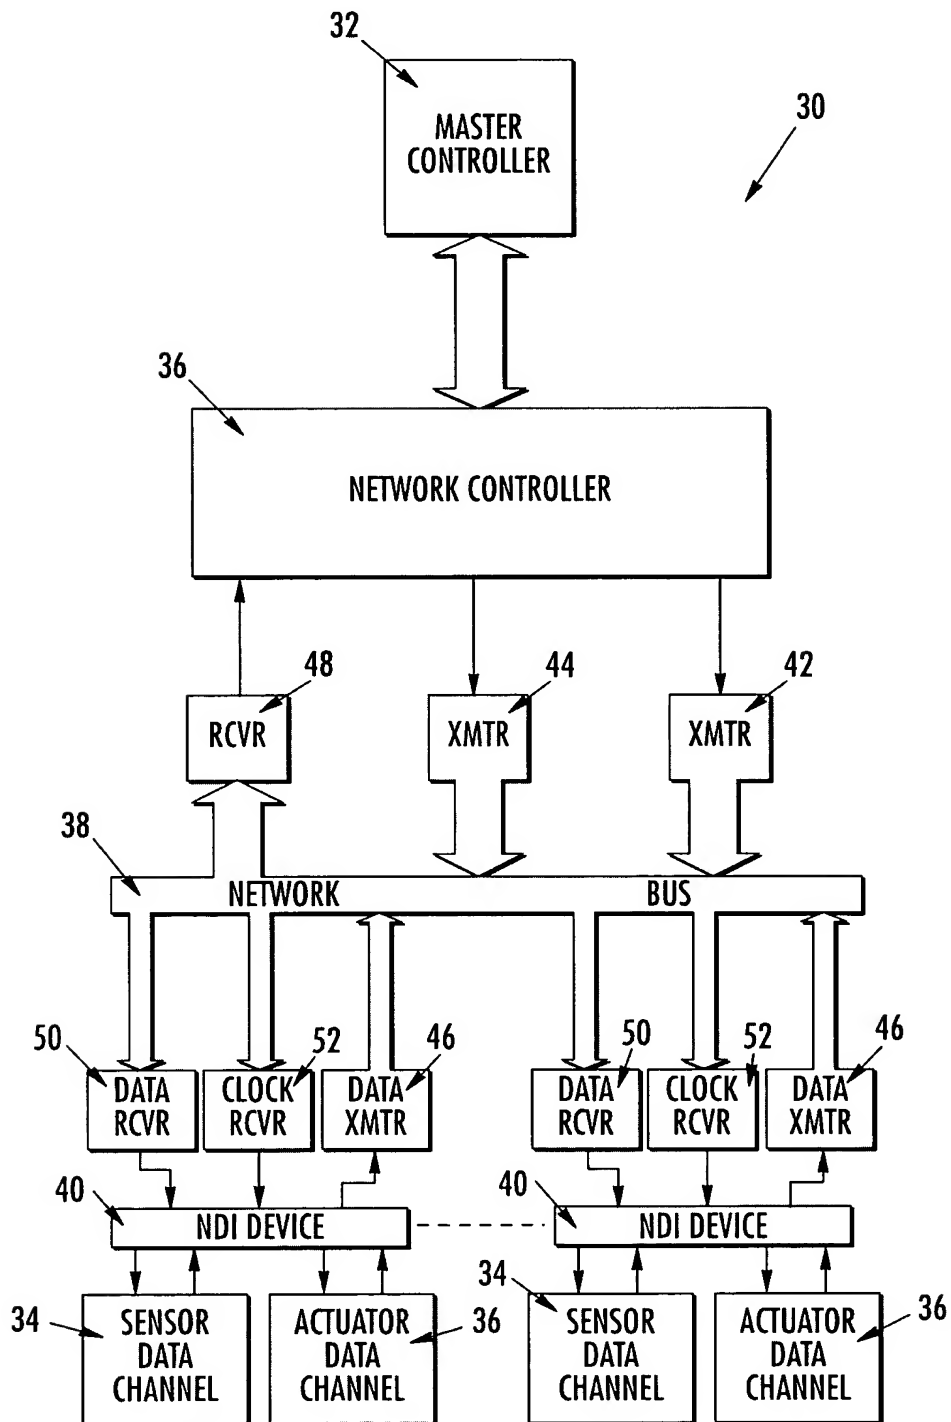 32
MASTER
CONTROLLER
30
36
NETWORK CONTROLLER
48
44
42
RCVR
XMTR
XMTR
38
NETWORK BUS
50
52
46
50
52
46
DATA
RCVR
CLOCK
RCVR
DATA
XMTR
DATA
RCVR
CLOCK
RCVR
DATA
XMTR
40
NDI DEVICE
40
NDI DEVICE
34
SENSOR
DATA
CHANNEL
ACTUATOR
DATA
CHANNEL
36
34
SENSOR
DATA
CHANNEL
ACTUATOR
DATA
CHANNEL
36